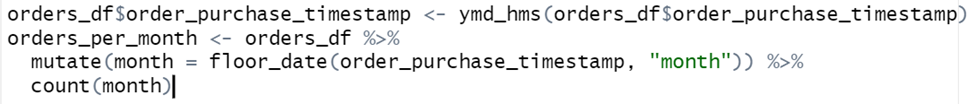 orders_df$order_purchase_timestamp <- ymd_hms(orders_df$order_purchase_timestamp)
orders_per_month <- orders_df %>%
  mutate(month = floor_date(order_purchase_timestamp, "month")) %>%
  count(month)